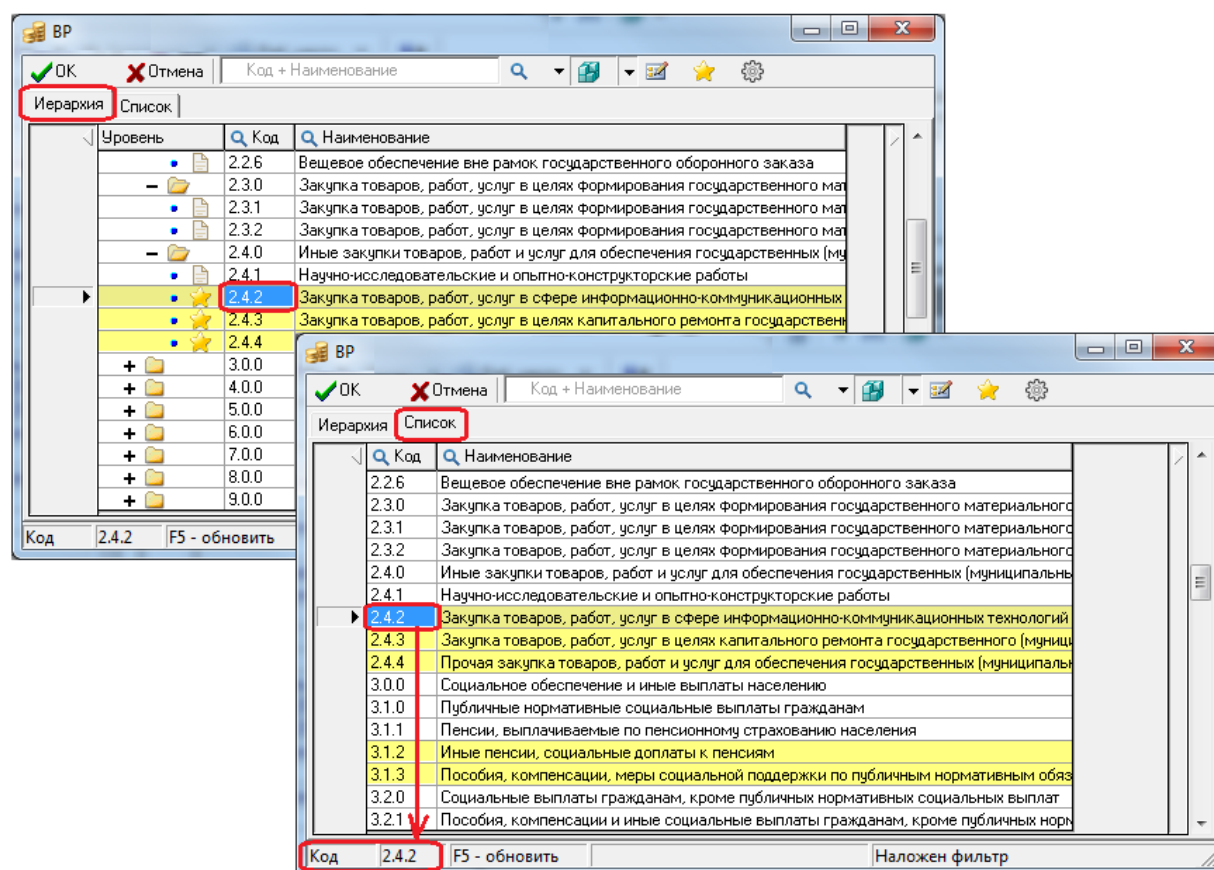 ВР
ОК Отмена Код + Наименование
Иерархия Список
Уровень Код Наименование
2.2.6 Вещевое обеспечение вне рамок государственного оборонного заказа
2.3.0 Закупка товаров, работ, услуг в целях формирования государственного мат
2.3.1 Закупка товаров, работ, услуг в целях формирования государственного мат
2.3.2 Закупка товаров, работ, услуг в целях формирования государственного мат
2.4.0 Иные закупки товаров, работ и услуг для обеспечения государственных (му
2.4.1 Научно-исследовательские и опытно-конструкторские работы
2.4.2 Закупка товаров, работ, услуг в сфере информационно-коммуникационных
2.4.3 Закупка товаров, работ, услуг в целях капитального ремонта государственн
2.4.4
3.0.0
4.0.0
5.0.0
6.0.0
7.0.0
8.0.0
9.0.0
Код 2.4.2 F5 - обновить
ВР
ОК Отмена Код + Наименование
Иерархия Список
Код Наименование
2.2.6 Вещевое обеспечение вне рамок государственного оборонного заказа
2.3.0 Закупка товаров, работ, услуг в целях формирования государственного материального
2.3.1 Закупка товаров, работ, услуг в целях формирования государственного материального
2.3.2 Закупка товаров, работ, услуг в целях формирования государственного материального
2.4.0 Иные закупки товаров, работ и услуг для обеспечения государственных (муниципальнь
2.4.1 Научно-исследовательские и опытно-конструкторские работы
2.4.2 Закупка товаров, работ, услуг в сфере информационно-коммуникационных технологий
2.4.3 Закупка товаров, работ, услуг в целях капитального ремонта государственного (муници
2.4.4 Прочая закупка товаров, работ и услуг для обеспечения государственных (муниципальн
3.0.0 Социальное обеспечение и иные выплаты населению
3.1.0 Публичные нормативные социальные выплаты гражданам
3.1.1 Пенсии, выплачиваемые по пенсионному страхованию населения
3.1.2 Иные пенсии, социальные доплаты к пенсиям
3.1.3 Пособия, компенсации, меры социальной поддержки по публичным нормативным обяз
3.2.0 Социальные выплаты гражданам, кроме публичных нормативных социальных выплат
3.2.1 Пособия, компенсации и иные социальные выплаты гражданам, кроме публичных норм
Код 2.4.2 F5 - обновить Наложен фильтр